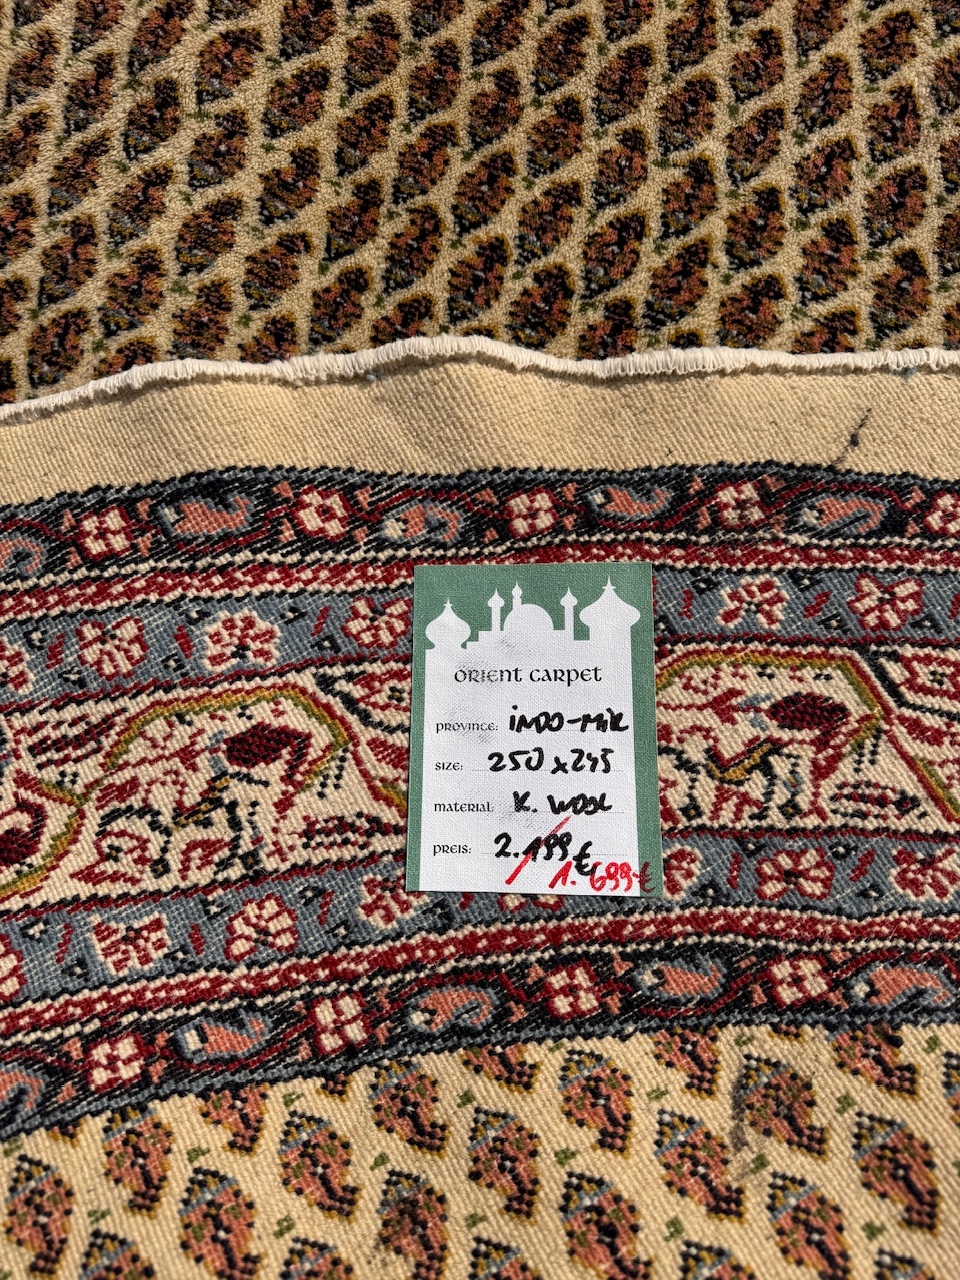 ORIENT CARPET
PROVINCE: INDO-MIR
SIZE: 250 x 245
MATERIAL: K. WOOL
PREIS: 2.199 €
1.699-€